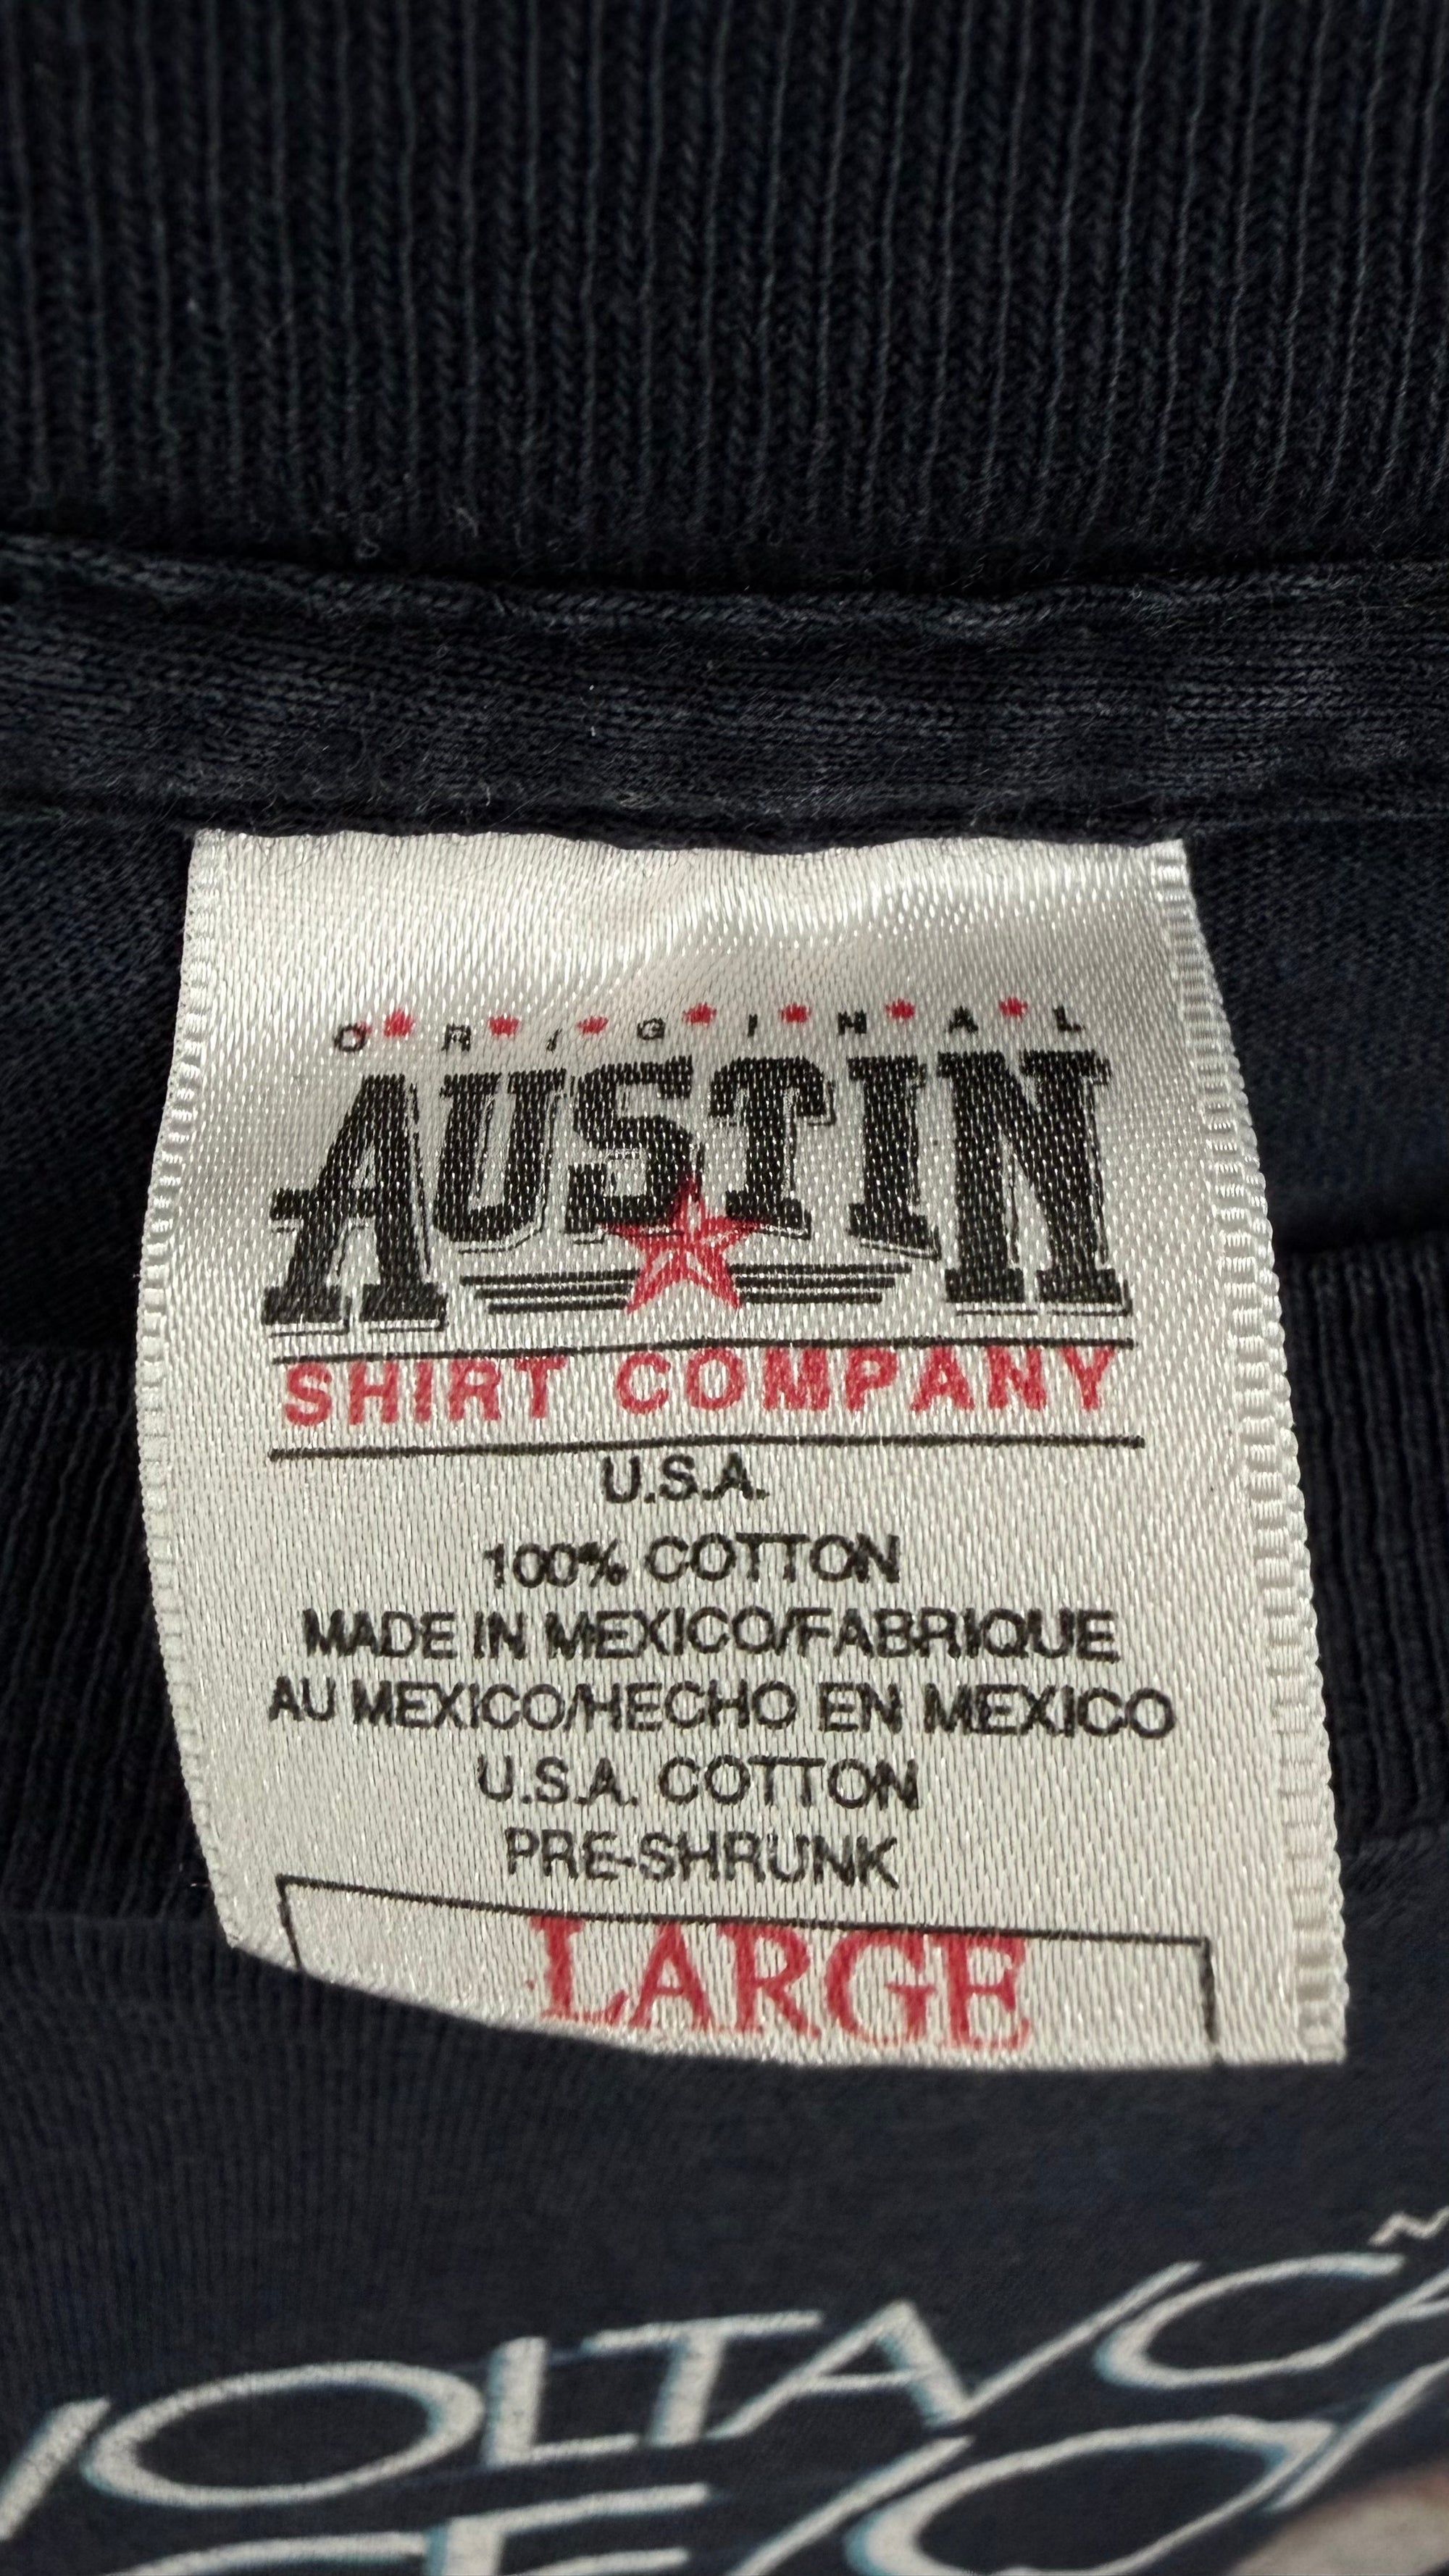 ORIGINAL
AUSTIN
SHIRT COMPANY
U.S.A.
100% COTTON
MADE IN MEXICO/FABRIQUE
AU MEXICO/HECHO EN MEXICO
U.S.A. COTTON
PRE-SHRUNK
LARGE